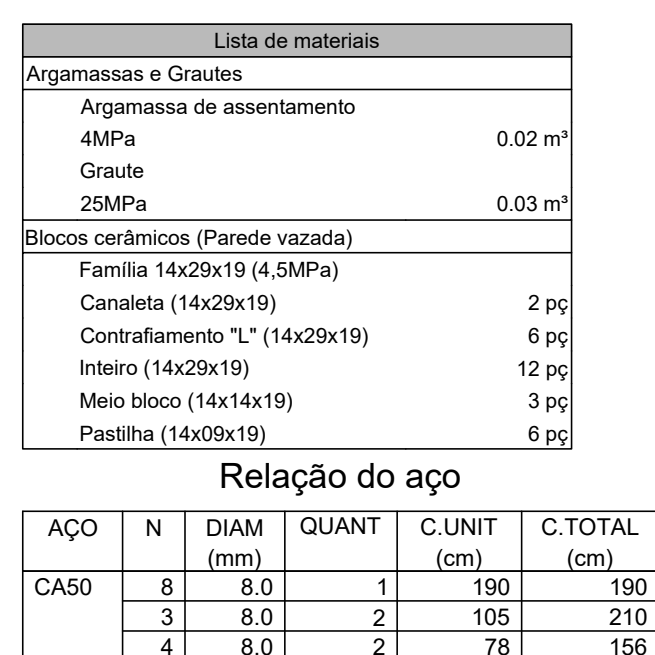 Lista de materiais
Argamassas e Grautes
Argamassa de assentamento
4MPa 0.02 m³
Graute
25MPa 0.03 m³
Blocos cerâmicos (Parede vazada)
Família 14x29x19 (4,5MPa)
Canaleta (14x29x19) 2 pç
Contrafiamento "L" (14x29x19) 6 pç
Inteiro (14x29x19) 12 pç
Meio bloco (14x14x19) 3 pç
Pastilha (14x09x19) 6 pç
Relação do aço
AÇO N DIAM QUANT C.UNIT C.TOTAL
(mm) (cm) (cm)
CA50 8 8.0 1 190 190
3 8.0 2 105 210
4 8.0 2 78 156